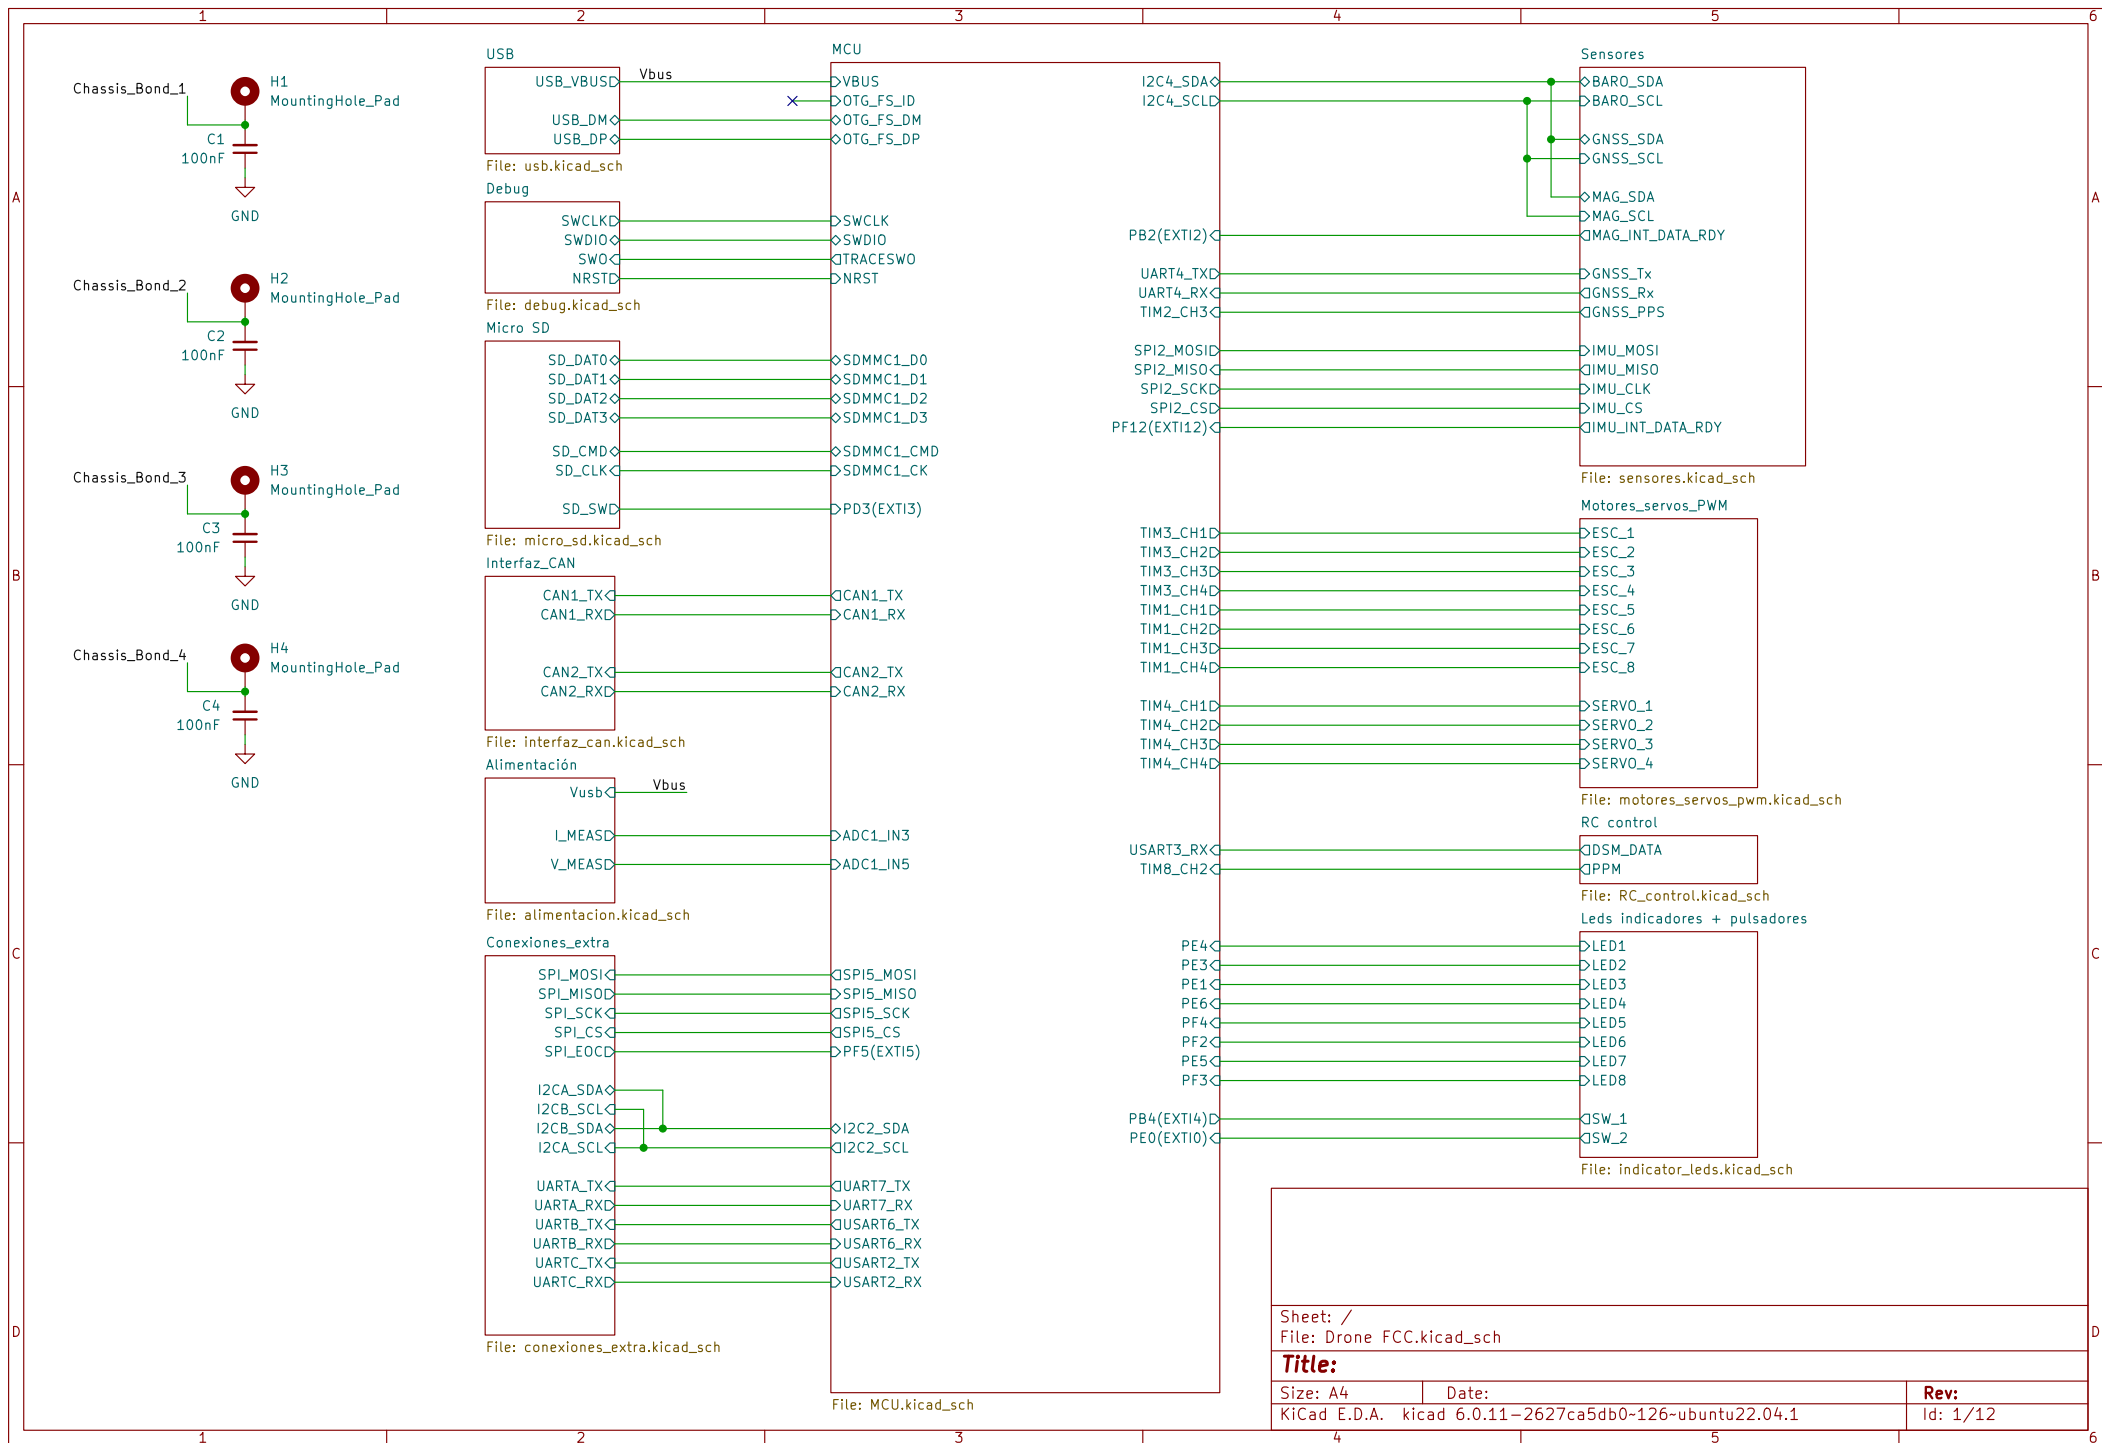 1 2 3 4 5 6
A
B
C
D
A
B
C
D
1 2 3 4 5 6
Chassis_Bond_1
H1
MountingHole_Pad
C1
100nF
GND
Chassis_Bond_2
H2
MountingHole_Pad
C2
100nF
GND
Chassis_Bond_3
H3
MountingHole_Pad
C3
100nF
GND
Chassis_Bond_4
H4
MountingHole_Pad
C4
100nF
GND
USB
USB_VBUS
USB_DM
USB_DP
File: usb.kicad_sch
Vbus
Debug
SWCLK
SWDIO
SWO
NRST
File: debug.kicad_sch
Micro SD
SD_DAT0
SD_DAT1
SD_DAT2
SD_DAT3
SD_CMD
SD_CLK
SD_SW
File: micro_sd.kicad_sch
Interfaz_CAN
CAN1_TX
CAN1_RX
CAN2_TX
CAN2_RX
File: interfaz_can.kicad_sch
Alimentación
Vusb
Vbus
I_MEAS
V_MEAS
File: alimentacion.kicad_sch
Conexiones_extra
SPI_MOSI
SPI_MISO
SPI_SCK
SPI_CS
SPI_EOC
I2CA_SDA
I2CB_SCL
I2CB_SDA
I2CA_SCL
UARTA_TX
UARTA_RX
UARTB_TX
UARTB_RX
UARTC_TX
UARTC_RX
File: conexiones_extra.kicad_sch
MCU
VBUS
OTG_FS_ID
OTG_FS_DM
OTG_FS_DP
SWCLK
SWDIO
TRACESWO
NRST
SDMMC1_D0
SDMMC1_D1
SDMMC1_D2
SDMMC1_D3
SDMMC1_CMD
SDMMC1_CK
PD3(EXTI3)
CAN1_TX
CAN1_RX
CAN2_TX
CAN2_RX
ADC1_IN3
ADC1_IN5
SPI5_MOSI
SPI5_MISO
SPI5_SCK
SPI5_CS
PF5(EXTI5)
I2C2_SDA
I2C2_SCL
UART7_TX
UART7_RX
USART6_TX
USART6_RX
USART2_TX
USART2_RX
I2C4_SDA
I2C4_SCL
PB2(EXTI2)
UART4_TX
UART4_RX
TIM2_CH3
SPI2_MOSI
SPI2_MISO
SPI2_SCK
SPI2_CS
PF12(EXTI12)
TIM3_CH1
TIM3_CH2
TIM3_CH3
TIM3_CH4
TIM1_CH1
TIM1_CH2
TIM1_CH3
TIM1_CH4
TIM4_CH1
TIM4_CH2
TIM4_CH3
TIM4_CH4
USART3_RX
TIM8_CH2
PE4
PE3
PE1
PE6
PF4
PF2
PE5
PF3
PB4(EXTI4)
PE0(EXTI0)
File: MCU.kicad_sch
Sensores
BARO_SDA
BARO_SCL
GNSS_SDA
GNSS_SCL
MAG_SDA
MAG_SCL
MAG_INT_DATA_RDY
GNSS_Tx
GNSS_Rx
GNSS_PPS
IMU_MOSI
IMU_MISO
IMU_CLK
IMU_CS
IMU_INT_DATA_RDY
File: sensores.kicad_sch
Motores_servos_PWM
ESC_1
ESC_2
ESC_3
ESC_4
ESC_5
ESC_6
ESC_7
ESC_8
SERVO_1
SERVO_2
SERVO_3
SERVO_4
File: motores_servos_pwm.kicad_sch
RC control
DSM_DATA
PPM
File: RC_control.kicad_sch
Leds indicadores + pulsadores
LED1
LED2
LED3
LED4
LED5
LED6
LED7
LED8
SW_1
SW_2
File: indicator_leds.kicad_sch
Sheet: /
File: Drone FCC.kicad_sch
Title:
Size: A4 Date: Rev:
KiCad E.D.A. kicad 6.0.11-2627ca5db0~126~ubuntu22.04.1 Id: 1/12